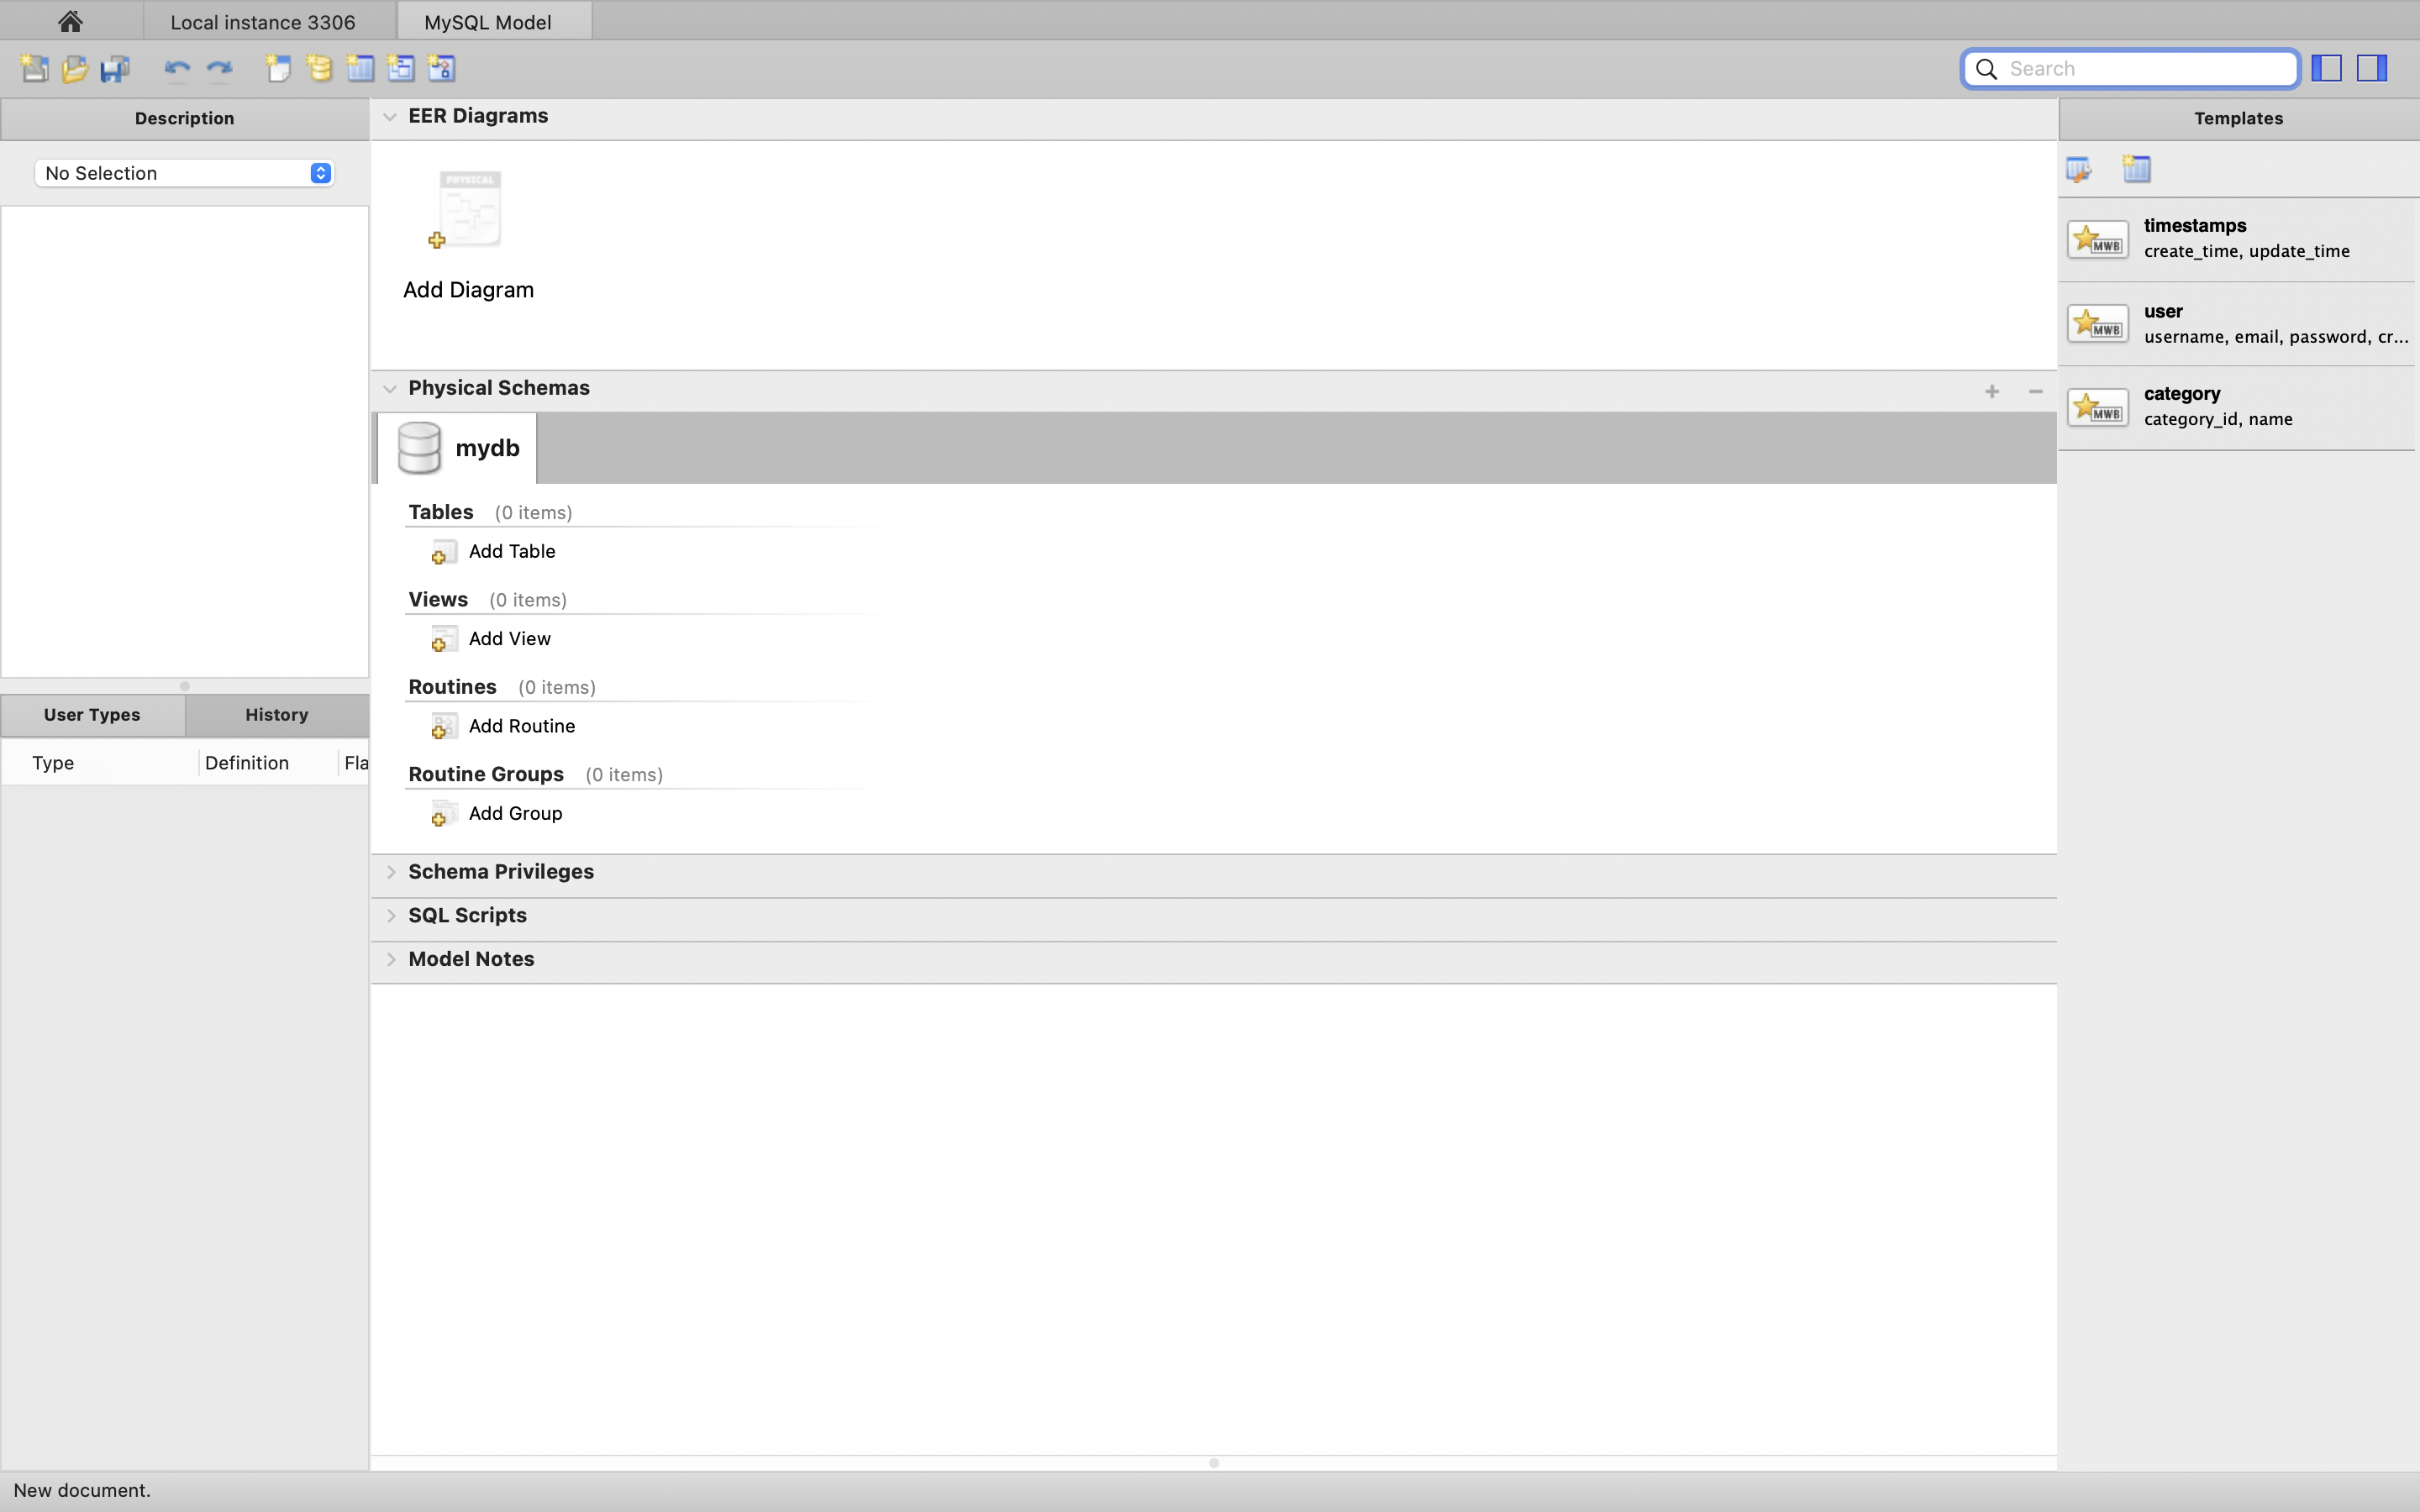 Local instance 3306
MySQL Model
Search
Description
No Selection
User Types
History
Type
Definition
Fla
EER Diagrams
PHYSICAL
Add Diagram
Physical Schemas
mydb
Tables (0 items)
Add Table
Views (0 items)
Add View
Routines (0 items)
Add Routine
Routine Groups (0 items)
Add Group
Schema Privileges
SQL Scripts
Model Notes
Templates
MWB
timestamps
create_time, update_time
MWB
user
username, email, password, cr...
MWB
category
category_id, name
New document.